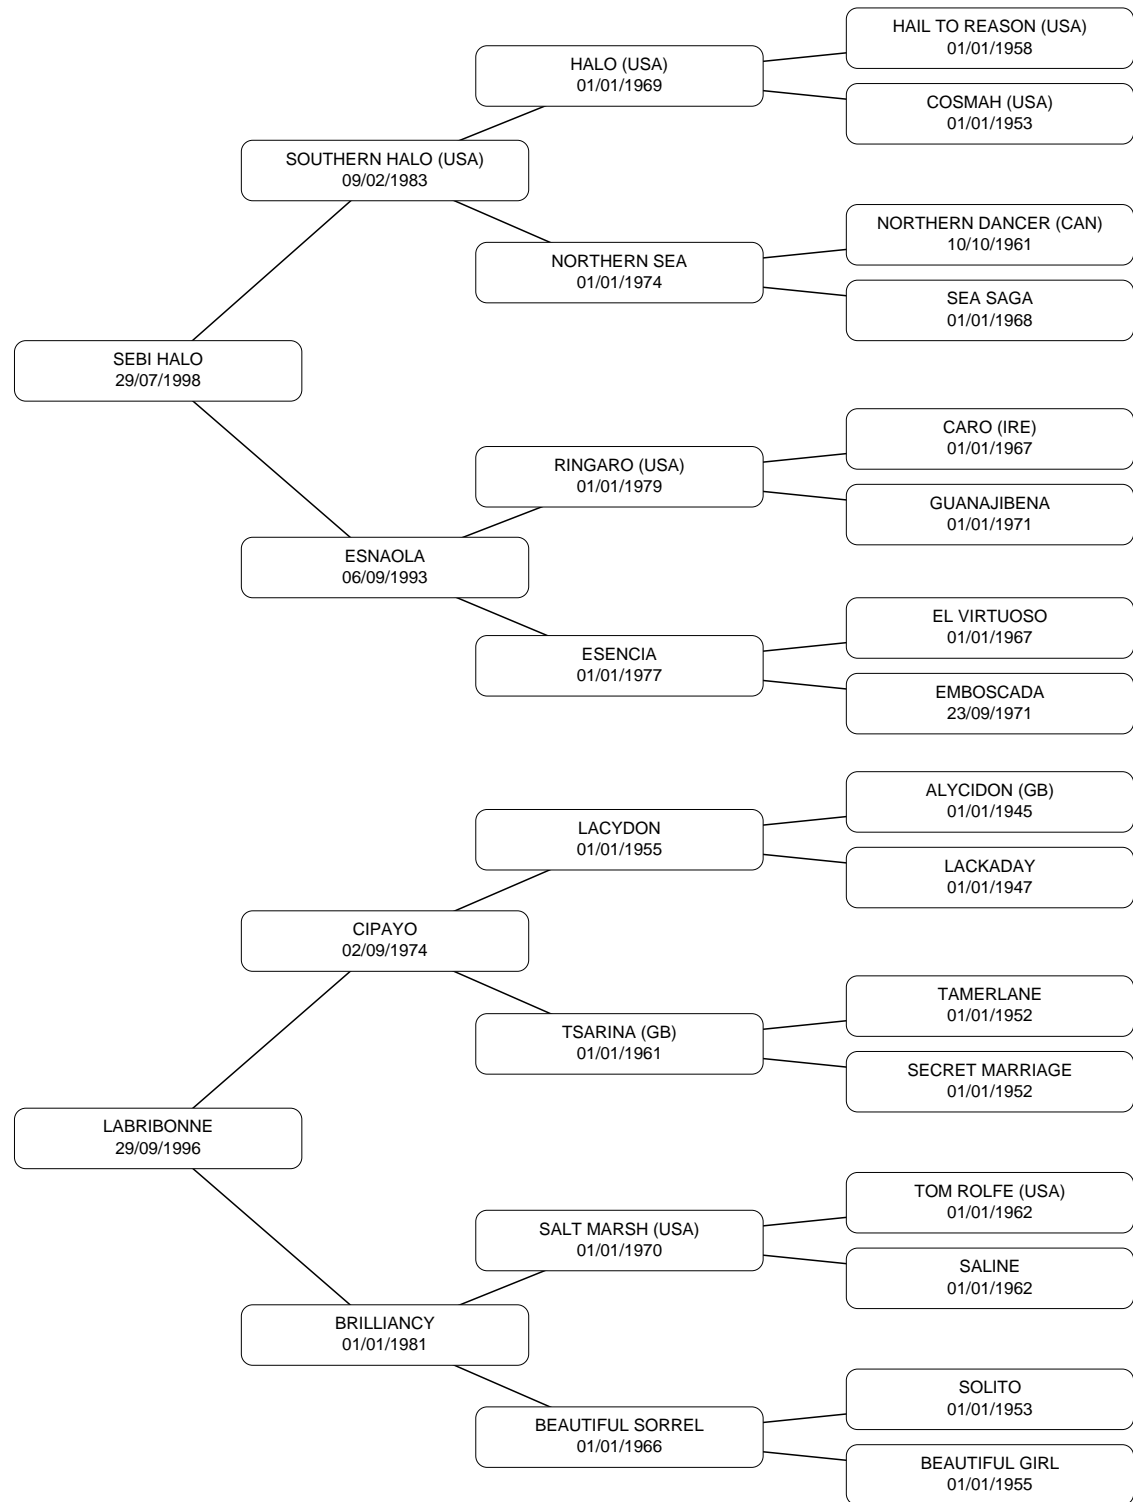 HAIL TO REASON (USA)
01/01/1958
HALO (USA)
01/01/1969
COSMAH (USA)
01/01/1953
SOUTHERN HALO (USA)
09/02/1983
NORTHERN DANCER (CAN)
10/10/1961
NORTHERN SEA
01/01/1974
SEA SAGA
01/01/1968
SEBI HALO
29/07/1998
CARO (IRE)
01/01/1967
RINGARO (USA)
01/01/1979
GUANAJIBENA
01/01/1971
ESNAOLA
06/09/1993
EL VIRTUOSO
01/01/1967
ESENCIA
01/01/1977
EMBOSCADA
23/09/1971
ALYCIDON (GB)
01/01/1945
LACYDON
01/01/1955
LACKADAY
01/01/1947
CIPAYO
02/09/1974
TAMERLANE
01/01/1952
TSARINA (GB)
01/01/1961
SECRET MARRIAGE
01/01/1952
LABRIBONNE
29/09/1996
TOM ROLFE (USA)
01/01/1962
SALT MARSH (USA)
01/01/1970
SALINE
01/01/1962
BRILLIANCY
01/01/1981
SOLITO
01/01/1953
BEAUTIFUL SORREL
01/01/1966
BEAUTIFUL GIRL
01/01/1955